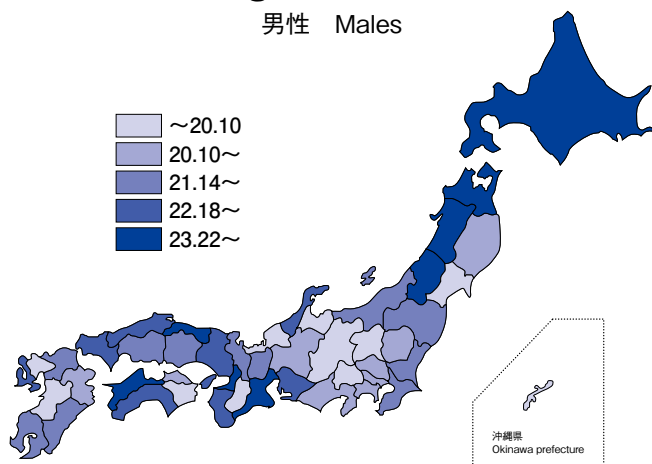 男性 Males
～20.10
20.10～
21.14～
22.18～
23.22～
沖縄県
Okinawa prefecture